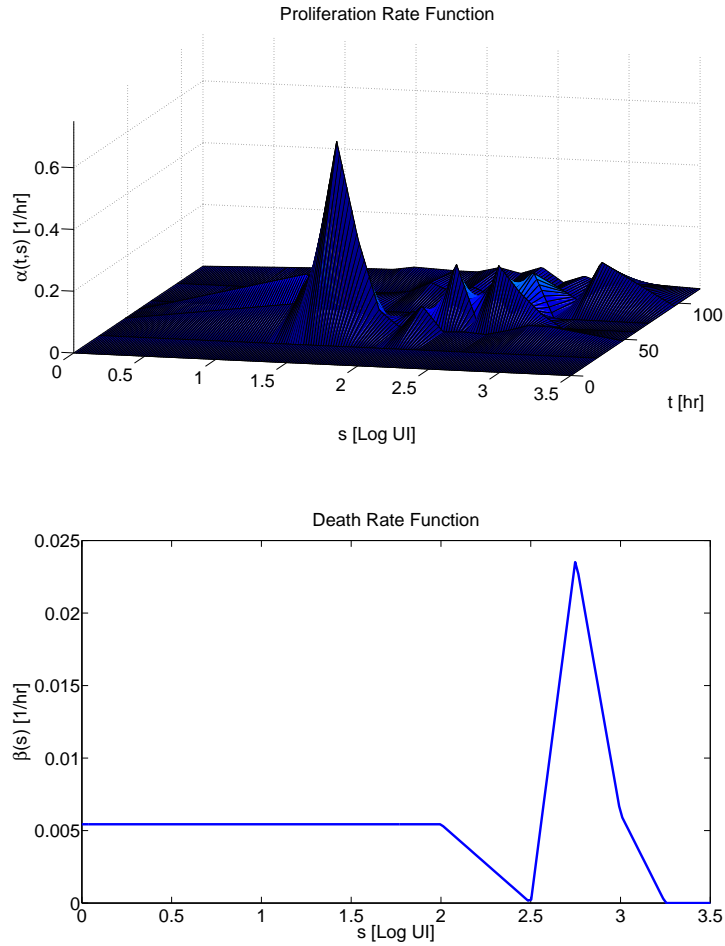 Proliferation Rate Function
α(t,s) [1/hr]
0.6
0.4
0.2
0
0
0.5
1
1.5
2
2.5
3
3.5
0
50
100
t [hr]
s [Log UI]
Death Rate Function
β(s) [1/hr]
0.025
0.02
0.015
0.01
0.005
0
0 0.5 1 1.5 2 2.5 3 3.5
s [Log UI]